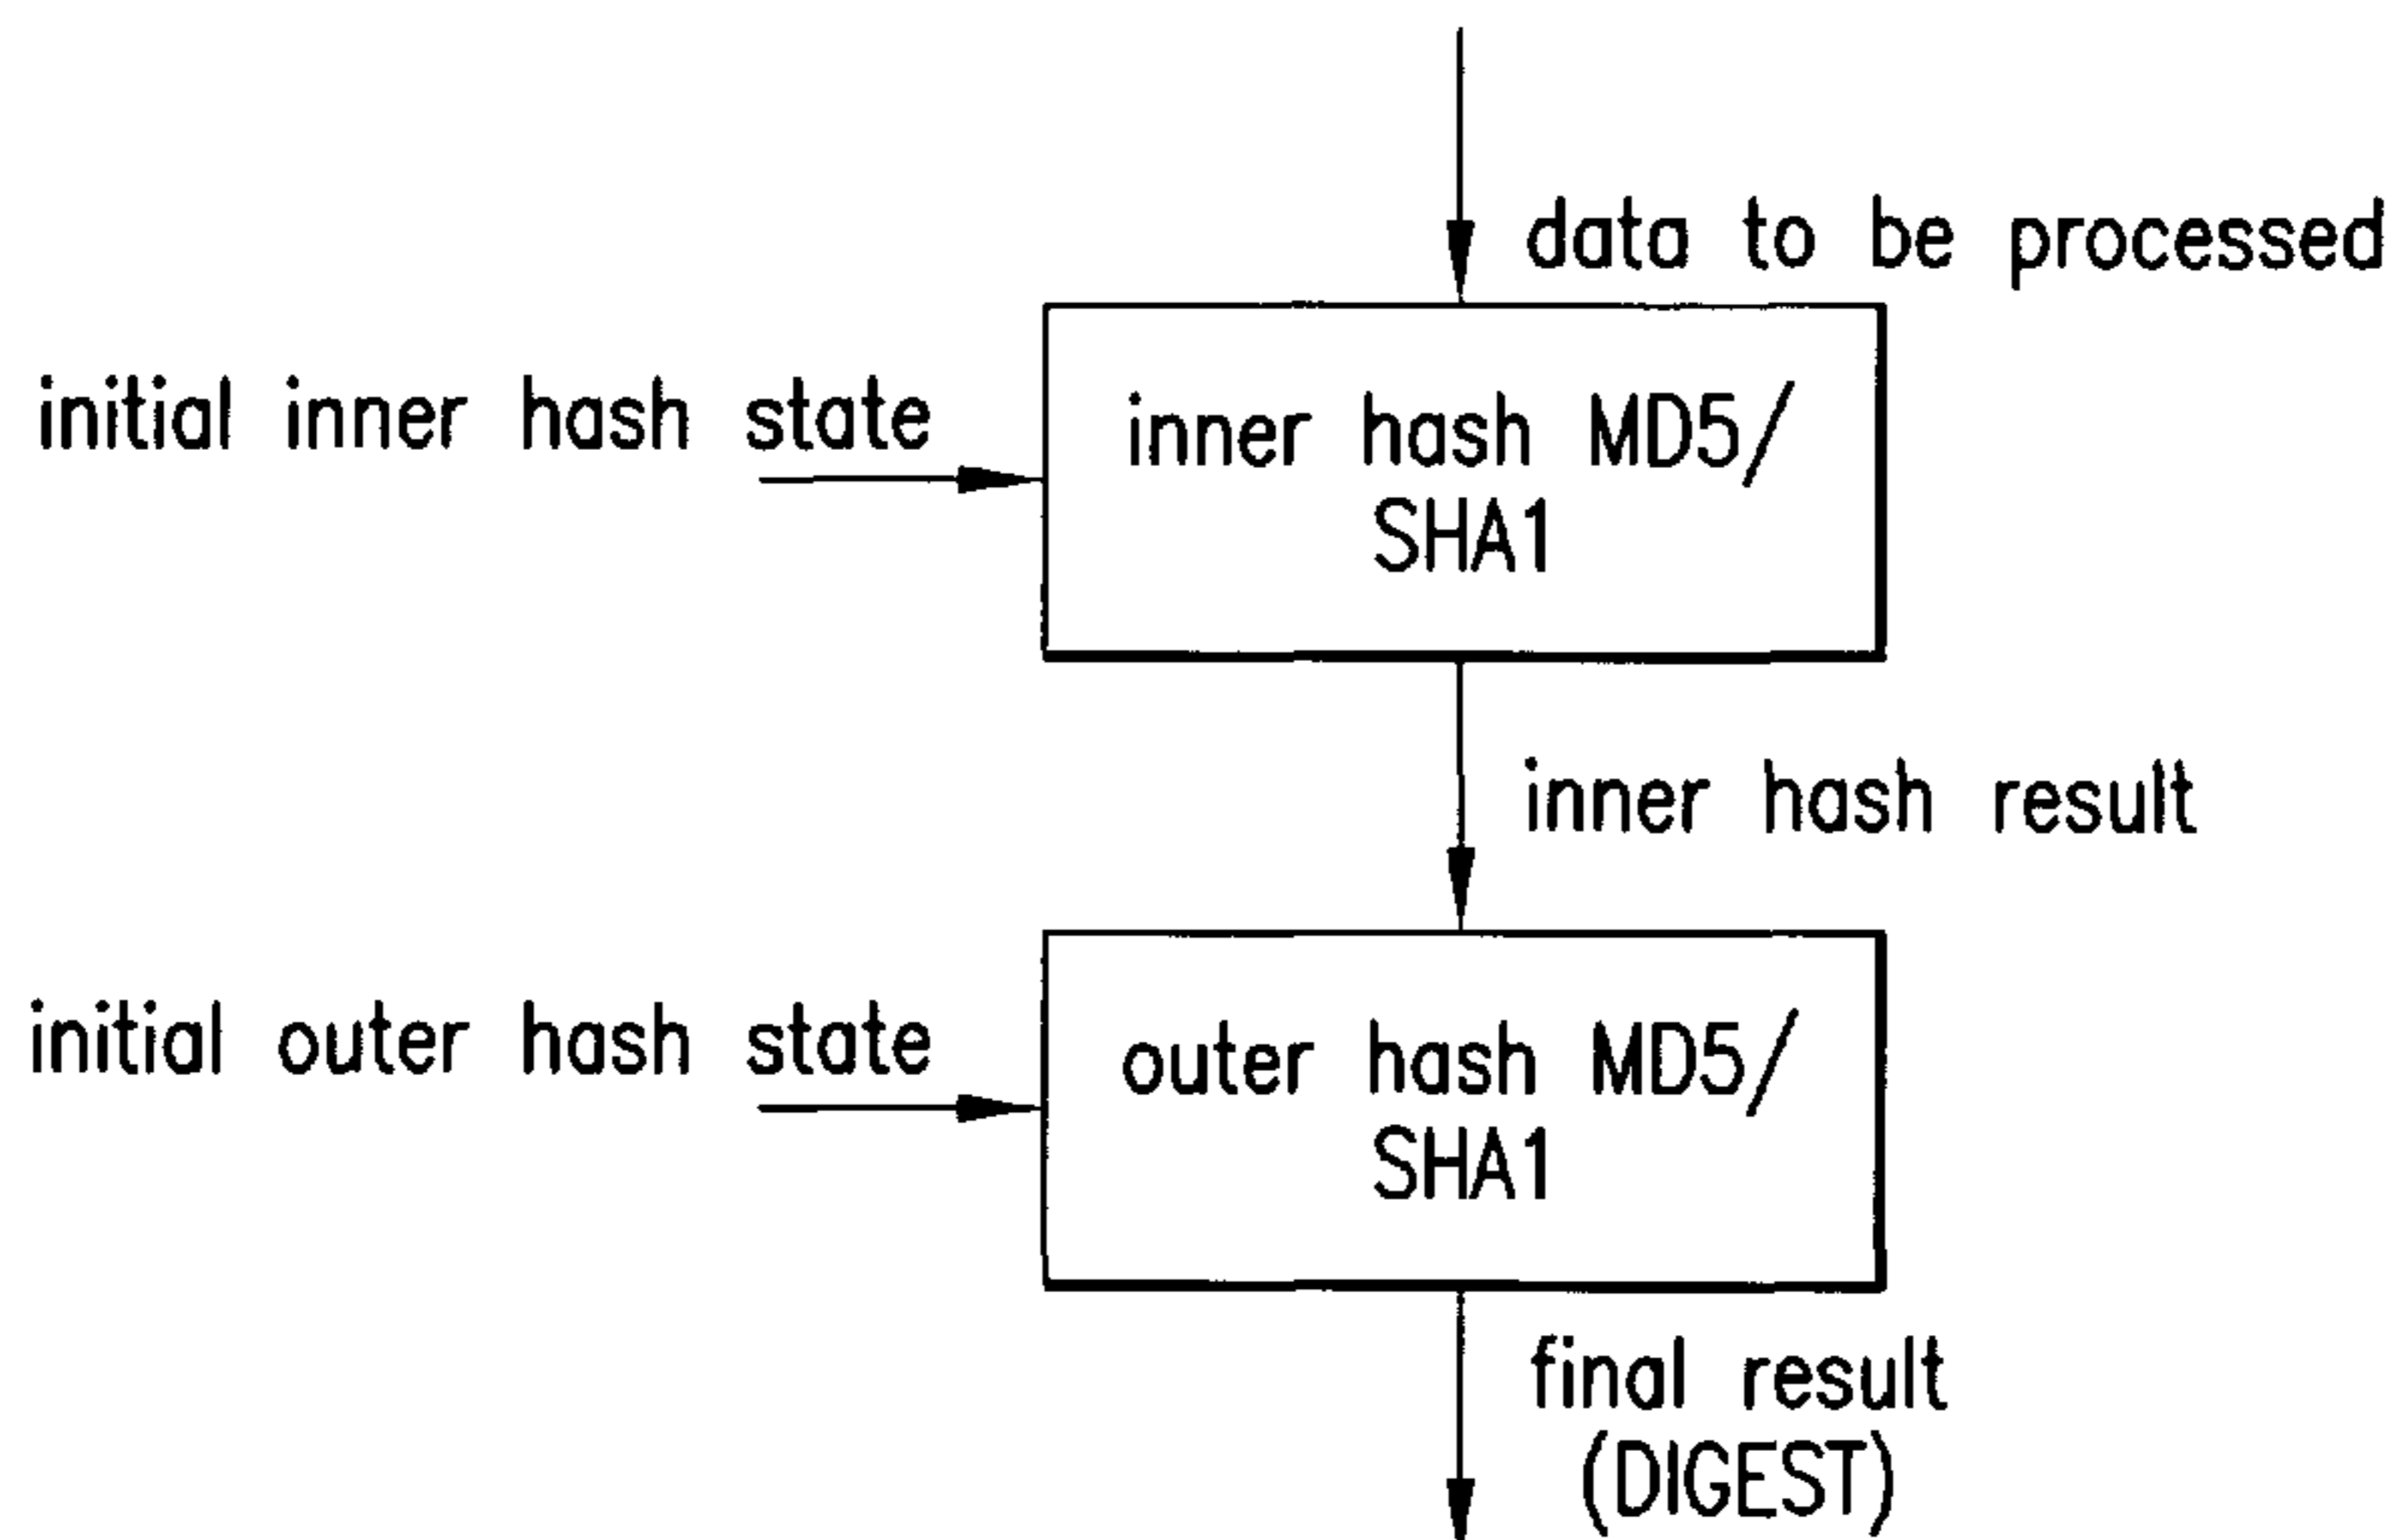 data to be processed
initial inner hash state
inner hash MD5/
SHA1
inner hash result
initial outer hash state
outer hash MD5/
SHA1
final result
(DIGEST)